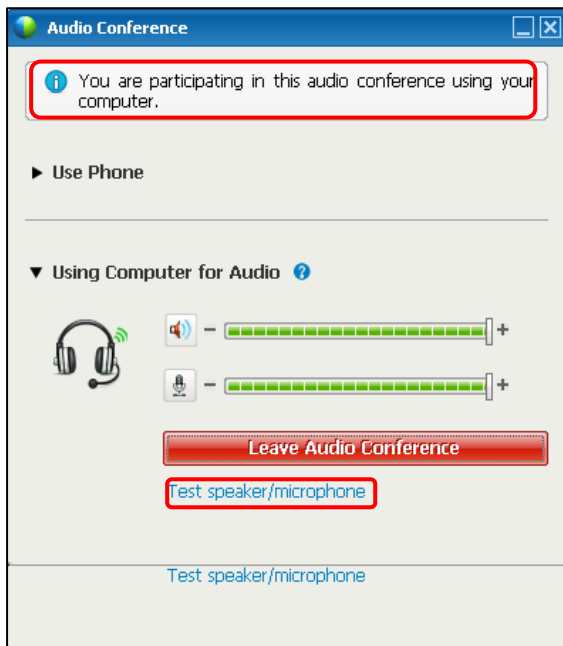 Audio Conference
You are participating in this audio conference using your
computer.
Use Phone
Using Computer for Audio
Leave Audio Conference
Test speaker/microphone
Test speaker/microphone